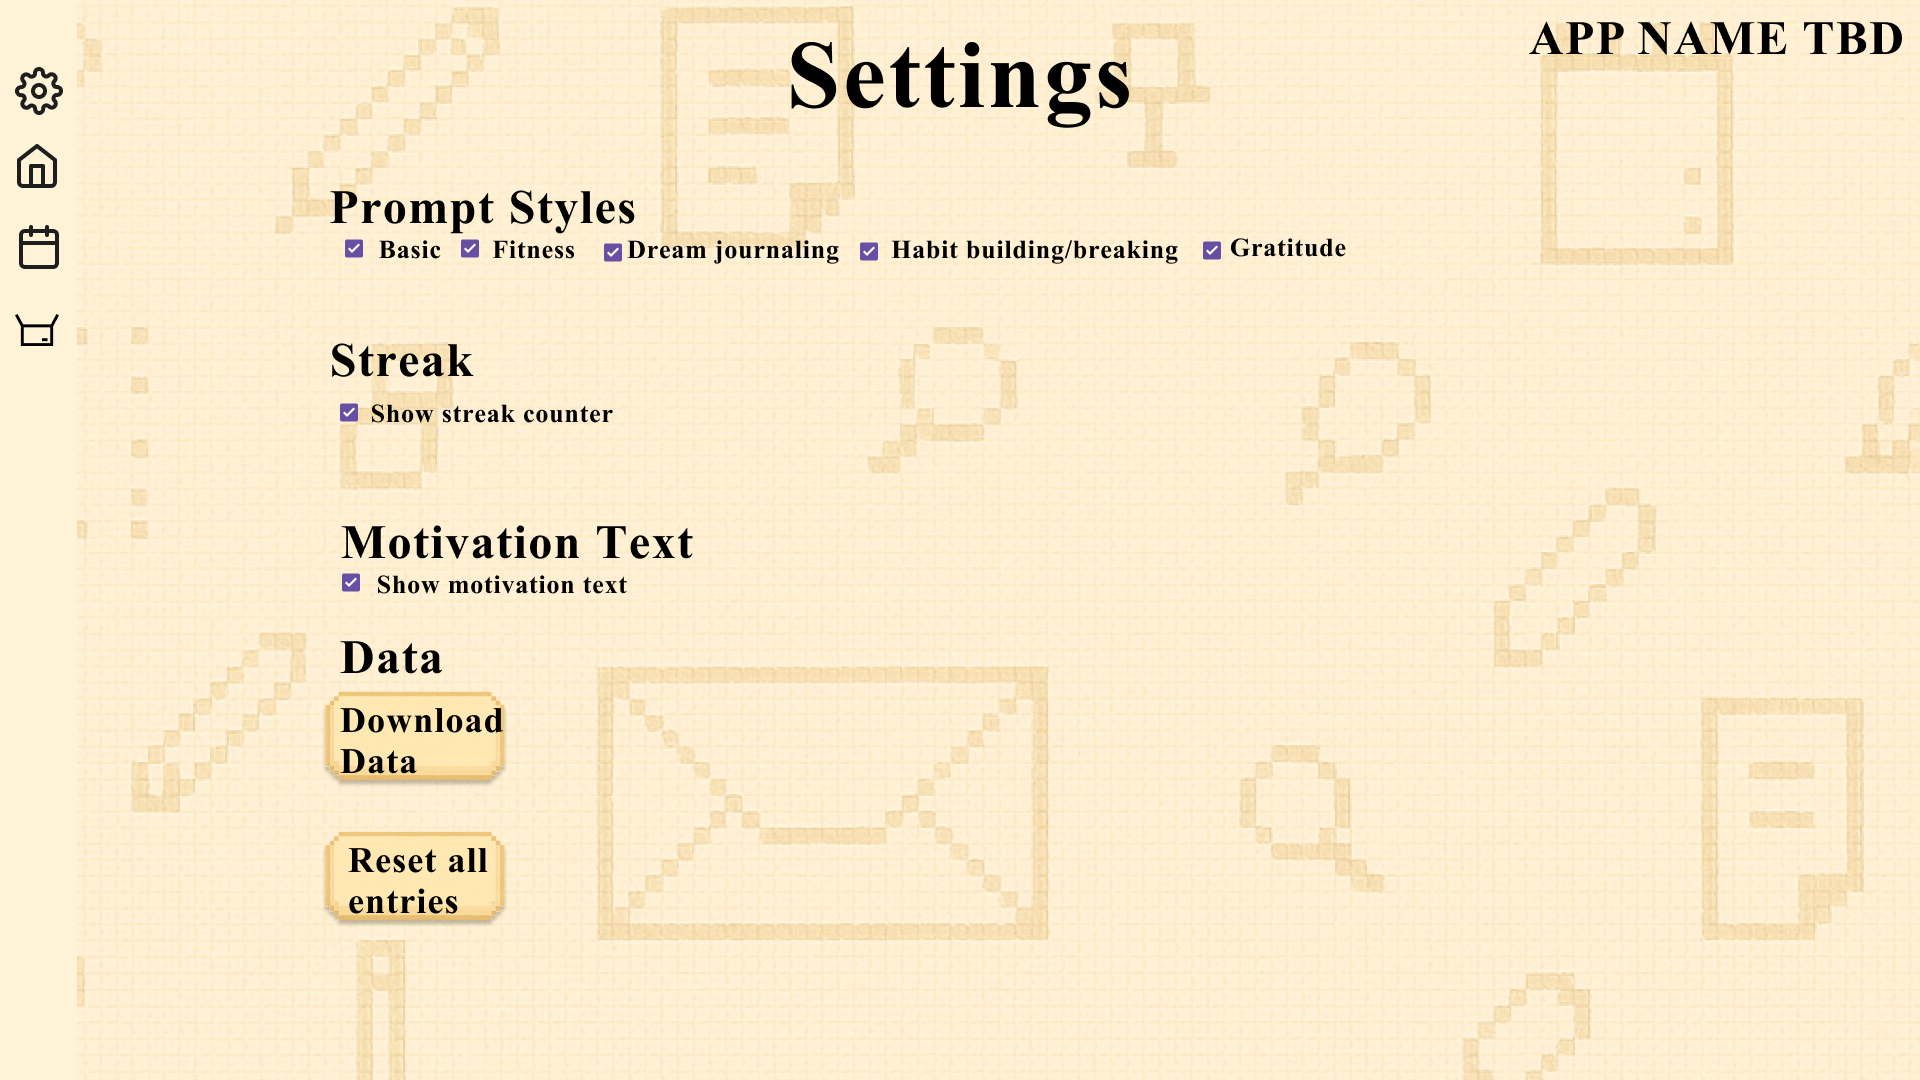 APP NAME TBD
Settings
Prompt Styles
Basic Fitness Dream journaling Habit building/breaking Gratitude
Streak
Show streak counter
Motivation Text
Show motivation text
Data
Download
Data
Reset all
entries